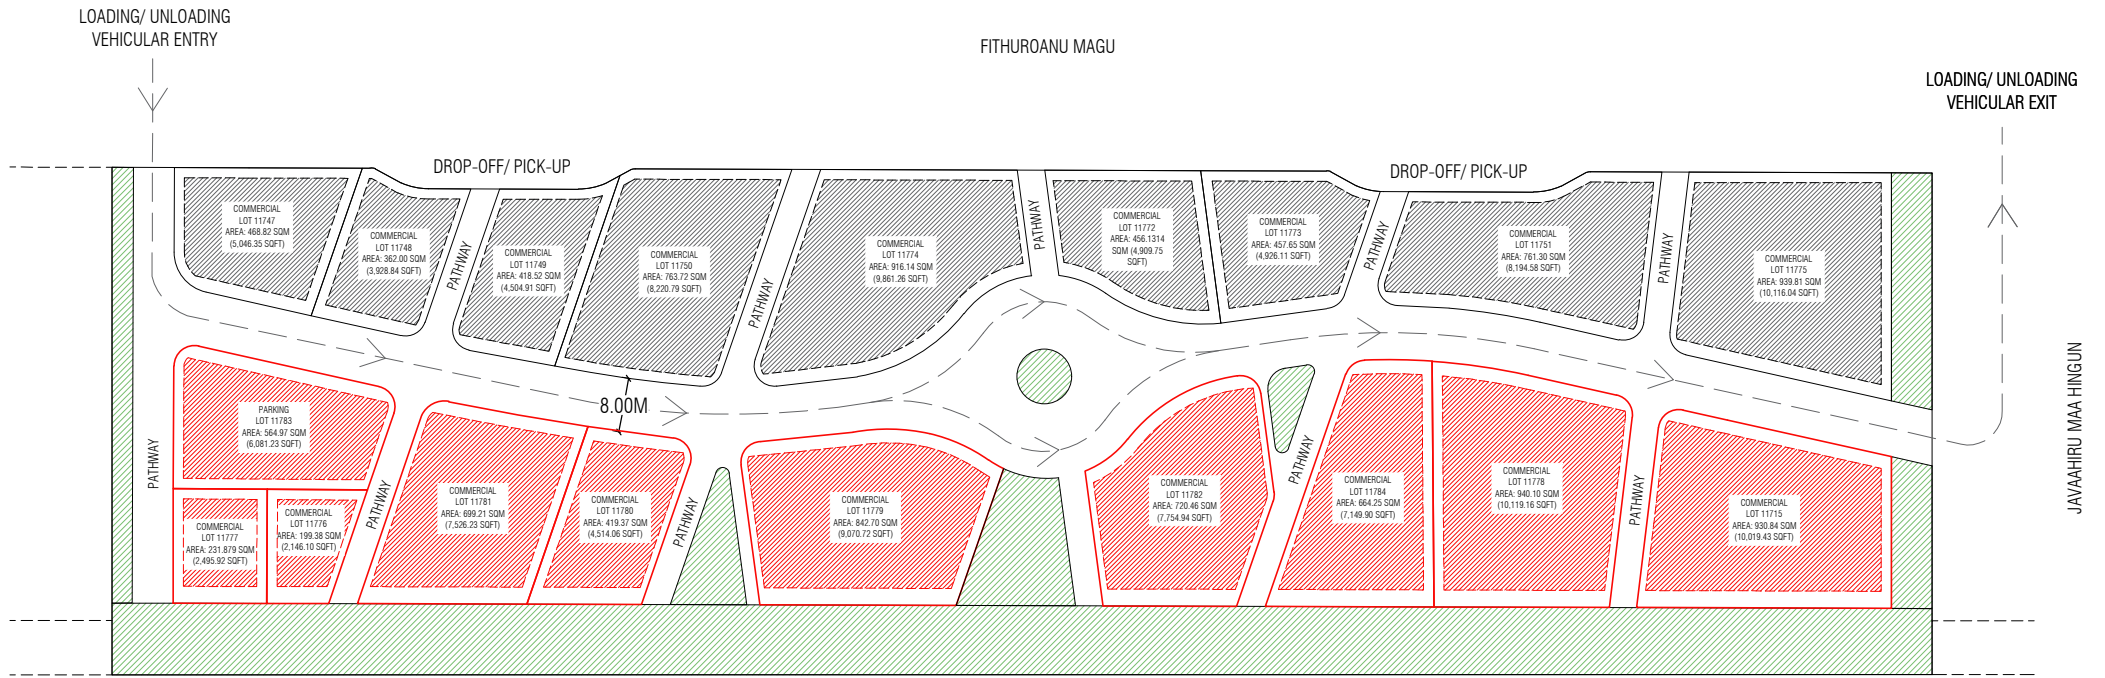 LOADING/ UNLOADING
VEHICULAR ENTRY
FITHUROANU MAGU
LOADING/ UNLOADING
VEHICULAR EXIT
DROP-OFF/ PICK-UP
DROP-OFF/ PICK-UP
COMMERCIAL
LOT 11747
AREA: 468.82 SQM
(5,046.35 SQFT)
COMMERCIAL
LOT 11748
AREA: 362.00 SQM
(3,928.84 SQFT)
PATHWAY
COMMERCIAL
LOT 11749
AREA: 418.52 SQM
(4,504.91 SQFT)
COMMERCIAL
LOT 11750
AREA: 763.72 SQM
(8,220.79 SQFT)
PATHWAY
COMMERCIAL
LOT 11774
AREA: 916.14 SQM
(9,861.26 SQFT)
PATHWAY
COMMERCIAL
LOT 11772
AREA: 456.1314
SQM (4,909.75
SQFT)
COMMERCIAL
LOT 11773
AREA: 457.65 SQM
(4,926.11 SQFT)
PATHWAY
COMMERCIAL
LOT 11751
AREA: 761.30 SQM
(8,194.58 SQFT)
PATHWAY
COMMERCIAL
LOT 11775
AREA: 939.81 SQM
(10,116.04 SQFT)
JAVAAHIRU MAA HINGUN
8.00M
PATHWAY
PARKING
LOT 11783
AREA: 564.97 SQM
(6,081.23 SQFT)
COMMERCIAL
LOT 11777
AREA: 231.879 SQM
(2,495.92 SQFT)
COMMERCIAL
LOT 11776
AREA: 199.38 SQM
(2,146.10 SQFT)
PATHWAY
COMMERCIAL
LOT 11781
AREA: 699.21 SQM
(7,526.23 SQFT)
COMMERCIAL
LOT 11780
AREA: 419.37 SQM
(4,514.06 SQFT)
PATHWAY
COMMERCIAL
LOT 11779
AREA: 842.70 SQM
(9,070.72 SQFT)
COMMERCIAL
LOT 11782
AREA: 720.46 SQM
(7,754.94 SQFT)
PATHWAY
COMMERCIAL
LOT 11784
AREA: 664.25 SQM
(7,149.90 SQFT)
COMMERCIAL
LOT 11778
AREA: 940.10 SQM
(10,119.16 SQFT)
PATHWAY
COMMERCIAL
LOT 11715
AREA: 930.84 SQM
(10,019.43 SQFT)